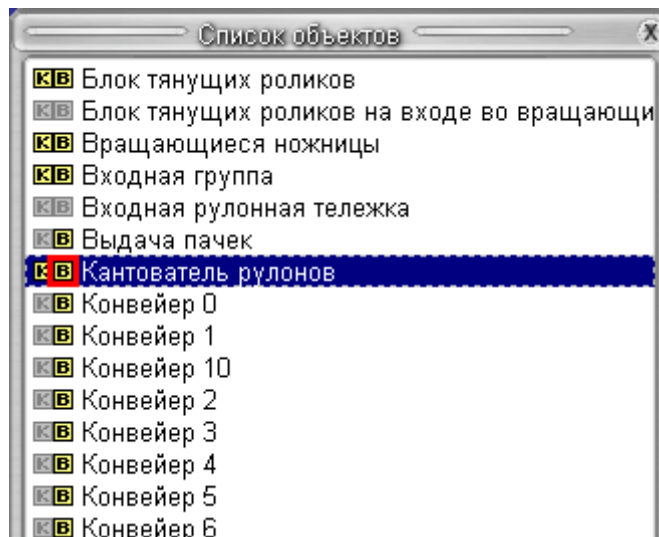 Список объектов X
КВ Блок тянущих роликов
КВ Блок тянущих роликов на входе во вращающи
КВ Вращающиеся ножницы
КВ Входная группа
КВ Входная рулонная тележка
КВ Выдача пачек
КВ Кантователь рулонов
КВ Конвейер 0
КВ Конвейер 1
КВ Конвейер 10
КВ Конвейер 2
КВ Конвейер 3
КВ Конвейер 4
КВ Конвейер 5
КВ Конвейер 6